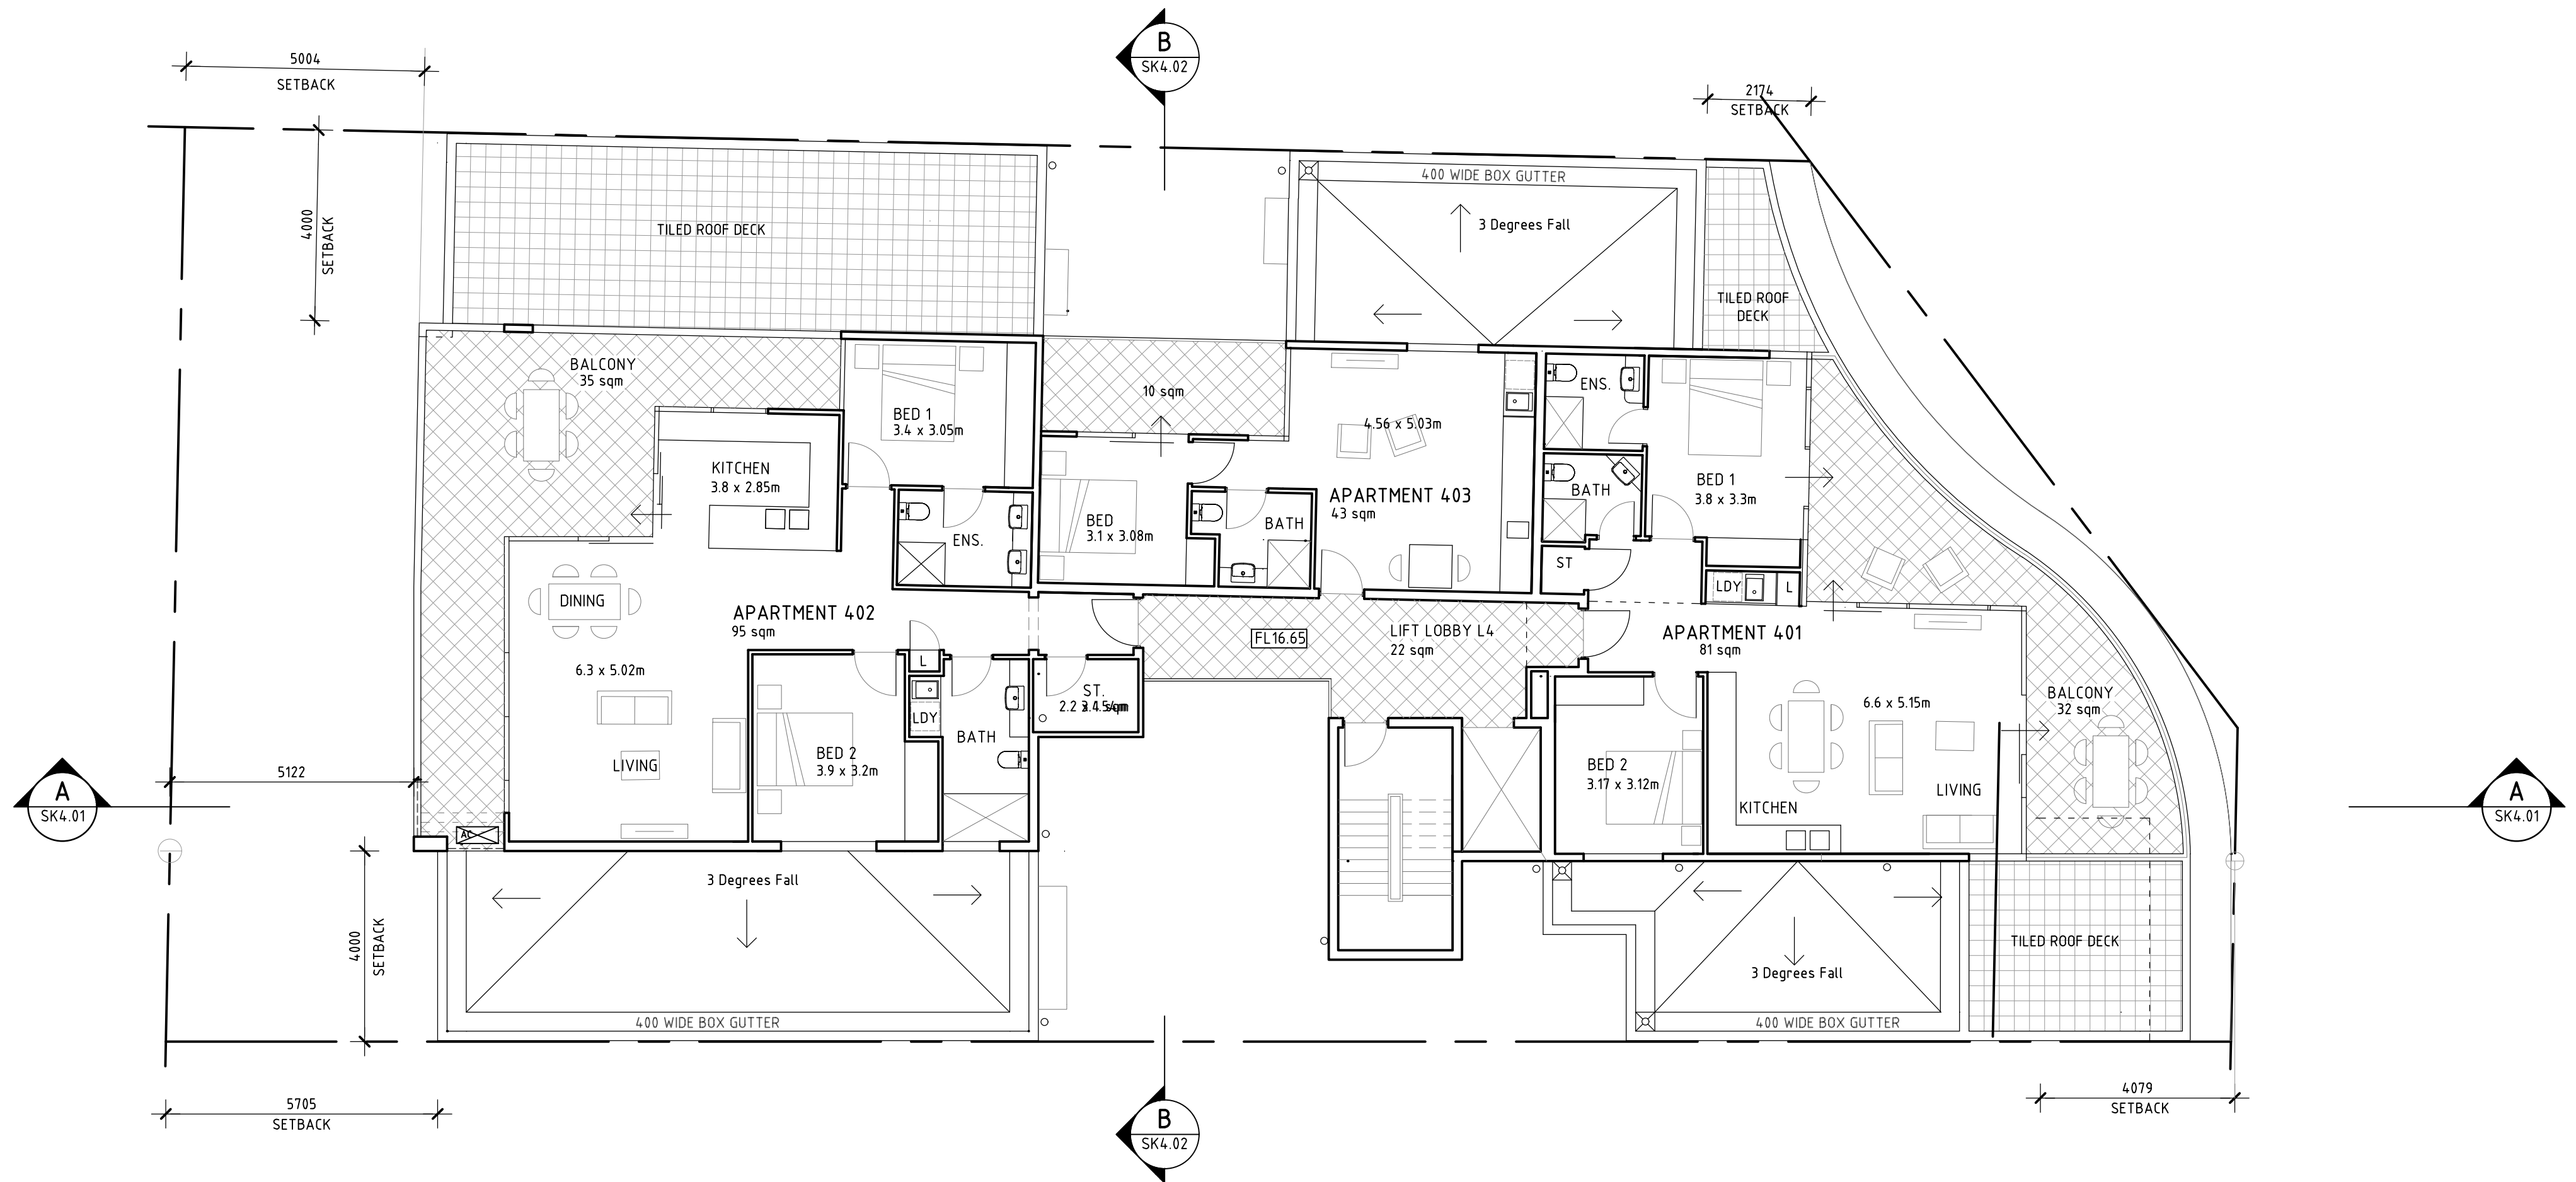 B
SK4.02
5004
SETBACK
2174
SETBACK
4000
SETBACK
400 WIDE BOX GUTTER
3 Degrees Fall
TILED ROOF DECK
TILED ROOF
DECK
BALCONY
35 sqm
BED 1
3.4 x 3.05m
10 sqm
4.56 x 5.03m
ENS.
KITCHEN
3.8 x 2.85m
APARTMENT 403
43 sqm
BATH
BED 1
3.8 x 3.3m
BED
3.1 x 3.08m
BATH
ENS.
ST
LDY
L
DINING
APARTMENT 402
95 sqm
FL16.65
LIFT LOBBY L4
22 sqm
APARTMENT 401
81 sqm
6.3 x 5.02m
L
ST.
LDY
BATH
BALCONY
32 sqm
6.6 x 5.15m
LIVING
BED 2
3.9 x 3.2m
BED 2
3.17 x 3.12m
KITCHEN
LIVING
5122
A
SK4.01
A
SK4.01
AC
3 Degrees Fall
4000
SETBACK
400 WIDE BOX GUTTER
3 Degrees Fall
TILED ROOF DECK
400 WIDE BOX GUTTER
5705
SETBACK
4079
SETBACK
B
SK4.02